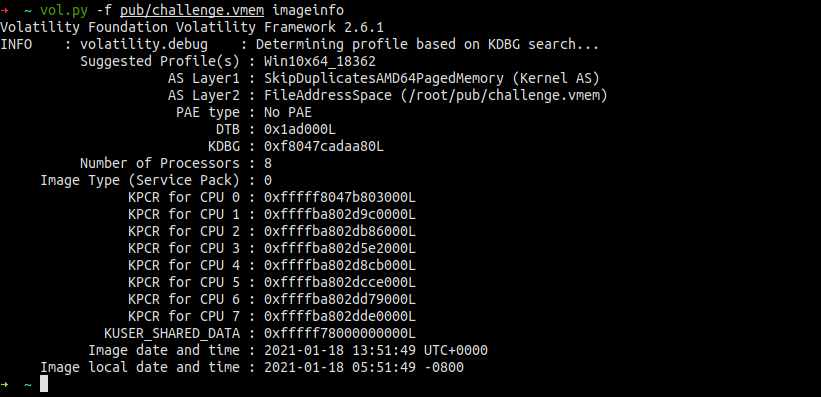 ➜  ~ vol.py -f pub/challenge.vmem imageinfo
Volatility Foundation Volatility Framework 2.6.1
INFO    : volatility.debug    : Determining profile based on KDBG search...
          Suggested Profile(s) : Win10x64_18362
                     AS Layer1 : SkipDuplicatesAMD64PagedMemory (Kernel AS)
                     AS Layer2 : FileAddressSpace (/root/pub/challenge.vmem)
                      PAE type : No PAE
                           DTB : 0x1ad000L
                          KDBG : 0xf8047cadaa80L
          Number of Processors : 8
     Image Type (Service Pack) : 0
                KPCR for CPU 0 : 0xfffff8047b803000L
                KPCR for CPU 1 : 0xffffba802d9c0000L
                KPCR for CPU 2 : 0xffffba802db86000L
                KPCR for CPU 3 : 0xffffba802d5e2000L
                KPCR for CPU 4 : 0xffffba802d8cb000L
                KPCR for CPU 5 : 0xffffba802dcce000L
                KPCR for CPU 6 : 0xffffba802dd79000L
                KPCR for CPU 7 : 0xffffba802dde0000L
             KUSER_SHARED_DATA : 0xfffff78000000000L
           Image date and time : 2021-01-18 13:51:49 UTC+0000
     Image local date and time : 2021-01-18 05:51:49 -0800
➜  ~